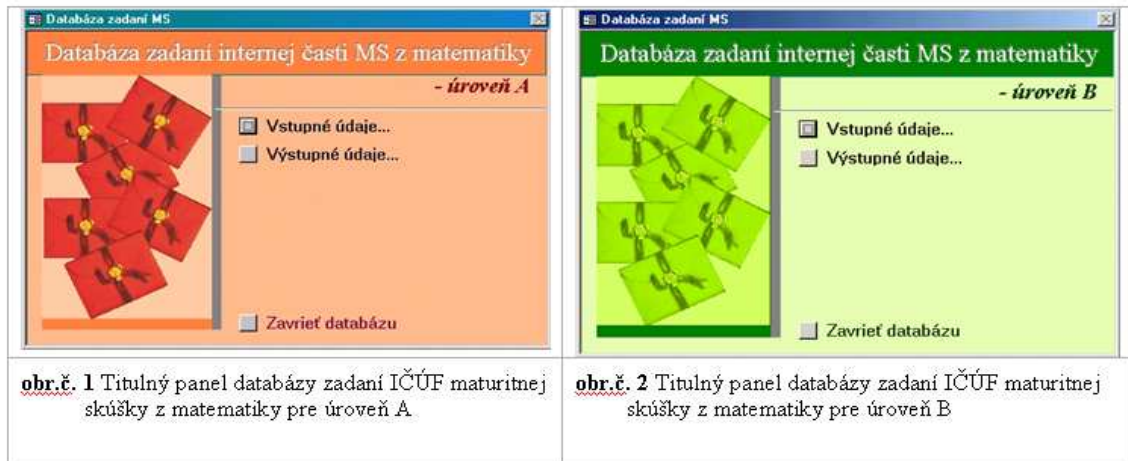 Databáza zadaní MS
Databáza zadaní internej časti MS z matematiky
- úroveň A
Vstupné údaje...
Výstupné údaje...
Zavrieť databázu
obr.č. 1 Titulný panel databázy zadaní IČÚF maturitnej
skúšky z matematiky pre úroveň A
Databáza zadaní MS
Databáza zadaní internej časti MS z matematiky
- úroveň B
Vstupné údaje...
Výstupné údaje...
Zavrieť databázu
obr.č. 2 Titulný panel databázy zadaní IČÚF maturitnej
skúšky z matematiky pre úroveň B